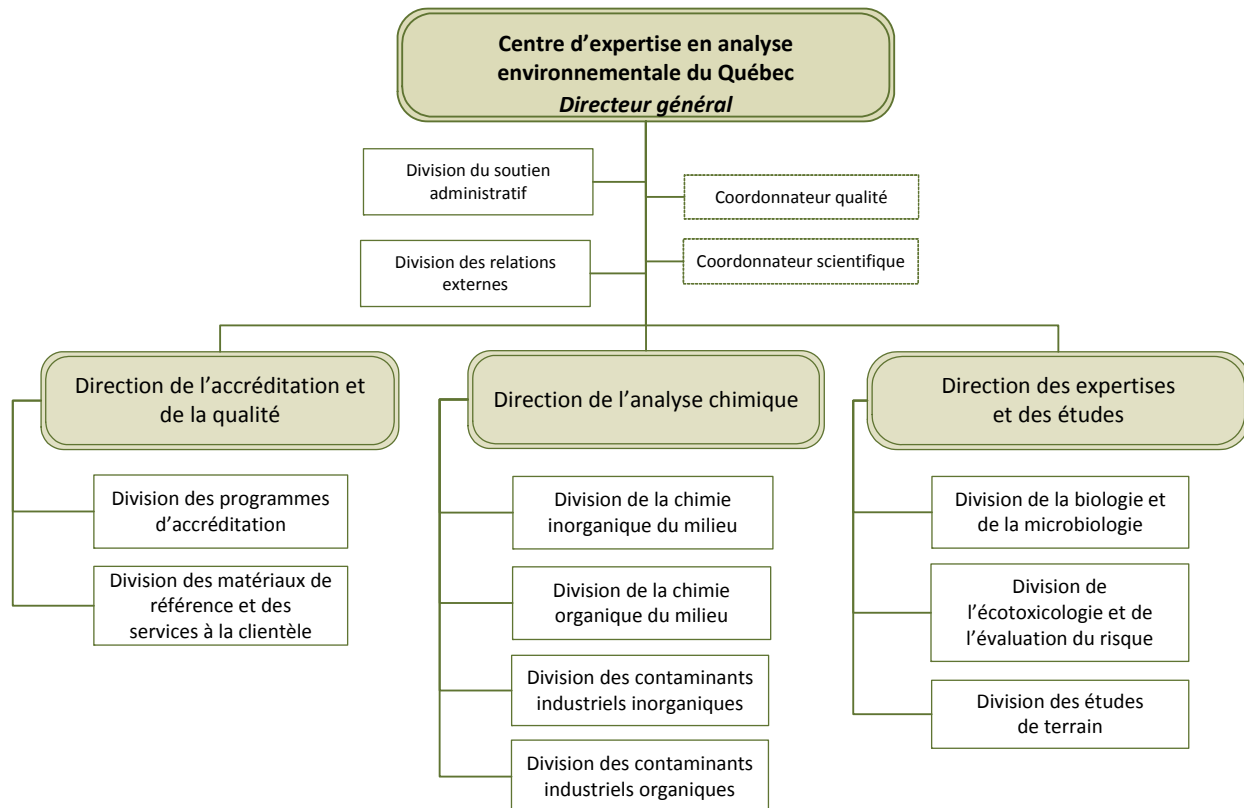 Centre d’expertise en analyse
environnementale du Québec
Directeur général
Division du soutien
administratif
Coordonnateur qualité
Division des relations
externes
Coordonnateur scientifique
Direction de l’accréditation et
de la qualité
Division des programmes
d’accréditation
Division des matériaux de
référence et des
services à la clientèle
Direction de l’analyse chimique
Division de la chimie
inorganique du milieu
Division de la chimie
organique du milieu
Division des contaminants
industriels inorganiques
Division des contaminants
industriels organiques
Direction des expertises
et des études
Division de la biologie et
de la microbiologie
Division de
l’écotoxicologie et de
l’évaluation du risque
Division des études
de terrain